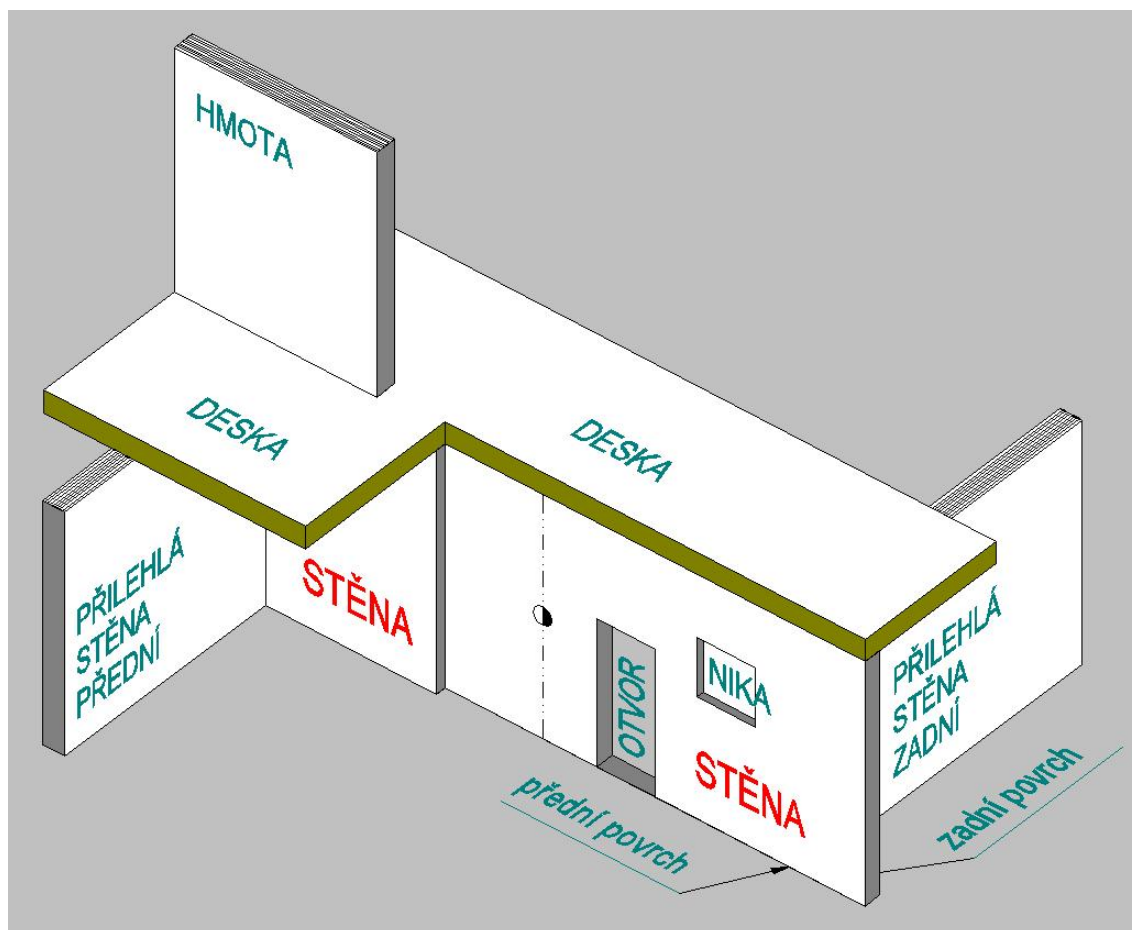 HMOTA
DESKA
DESKA
PŘILEHLÁ
STĚNA
PŘEDNÍ
STĚNA
OTVOR
NIKA
STĚNA
PŘILEHLÁ
STĚNA
ZADNÍ
přední povrch
zadní povrch